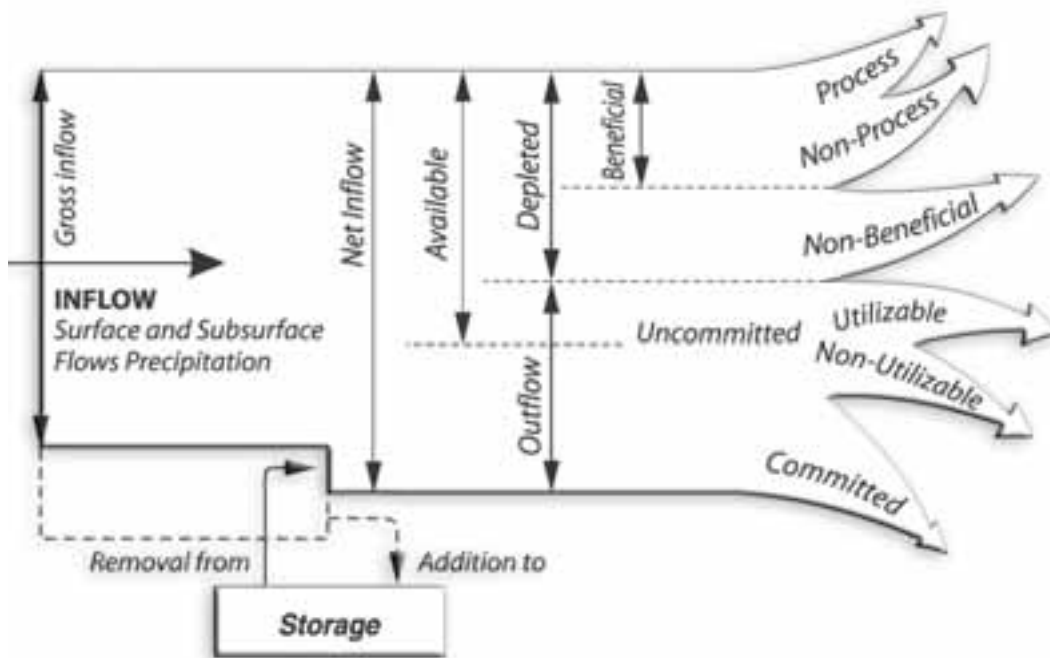 Gross inflow
INFLOW
Surface and Subsurface
Flows Precipitation
Net Inflow
Available
Depleted
Outflow
Beneficial
Uncommitted
Process
Non-Process
Non-Beneficial
Utilizable
Non-Utilizable
Committed
Removal from
Addition to
Storage